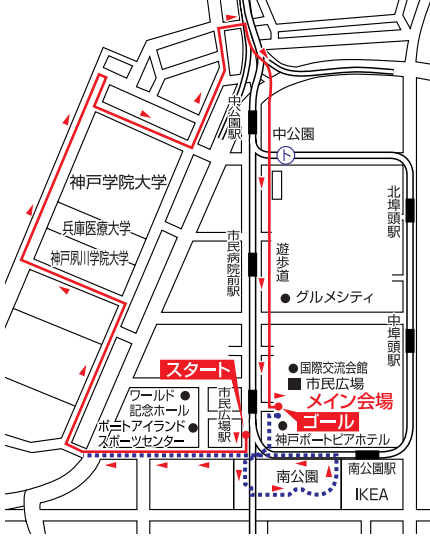 中公園駅
中公園
ト
神戸学院大学
兵庫医療大学
神戸夙川学院大学
北埠頭駅
市民病院前駅
遊歩道
グルメシティ
中埠頭駅
スタート
国際交流会館
市民広場
メイン会場
ゴール
神戸ポートピアホテル
ワールド
記念ホール
ポートアイランド
スポーツセンター
市民広場駅
南公園
南公園駅
IKEA